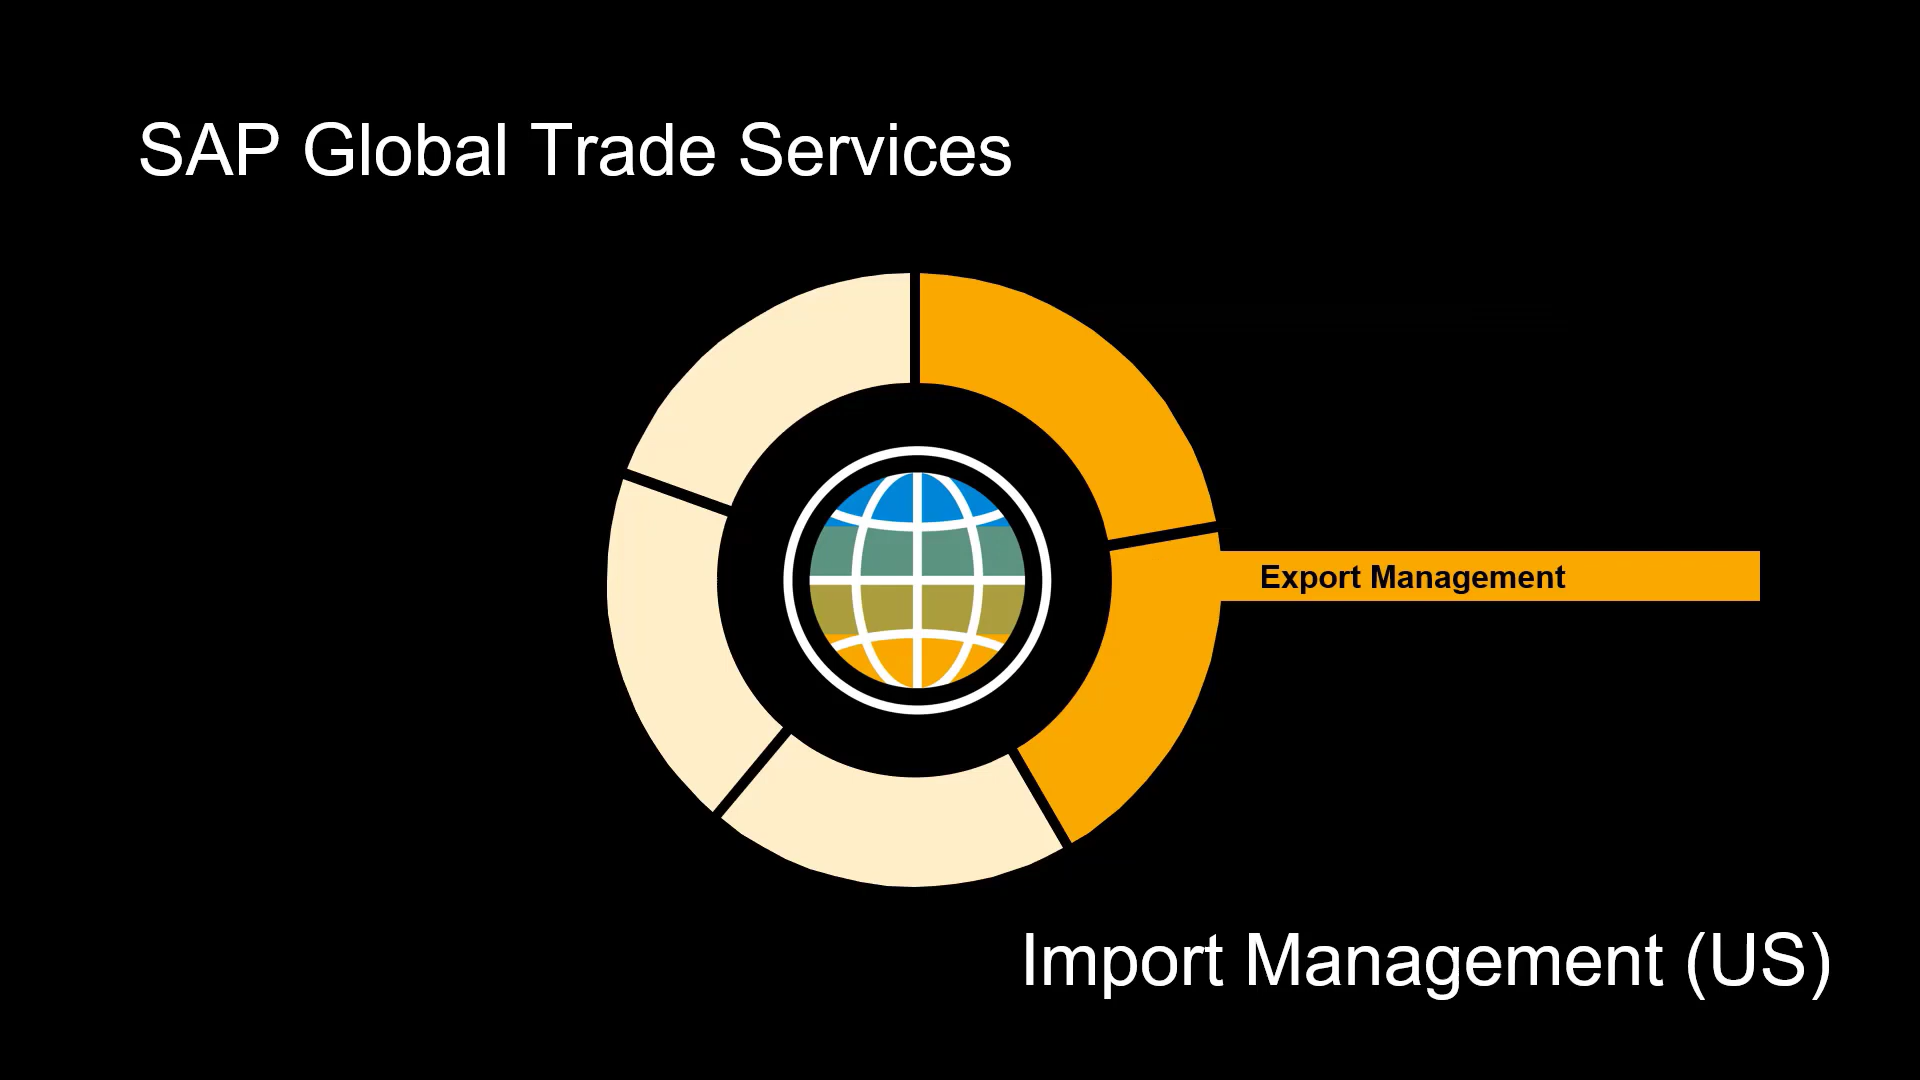 SAP Global Trade Services
Export Management
Import Management (US)